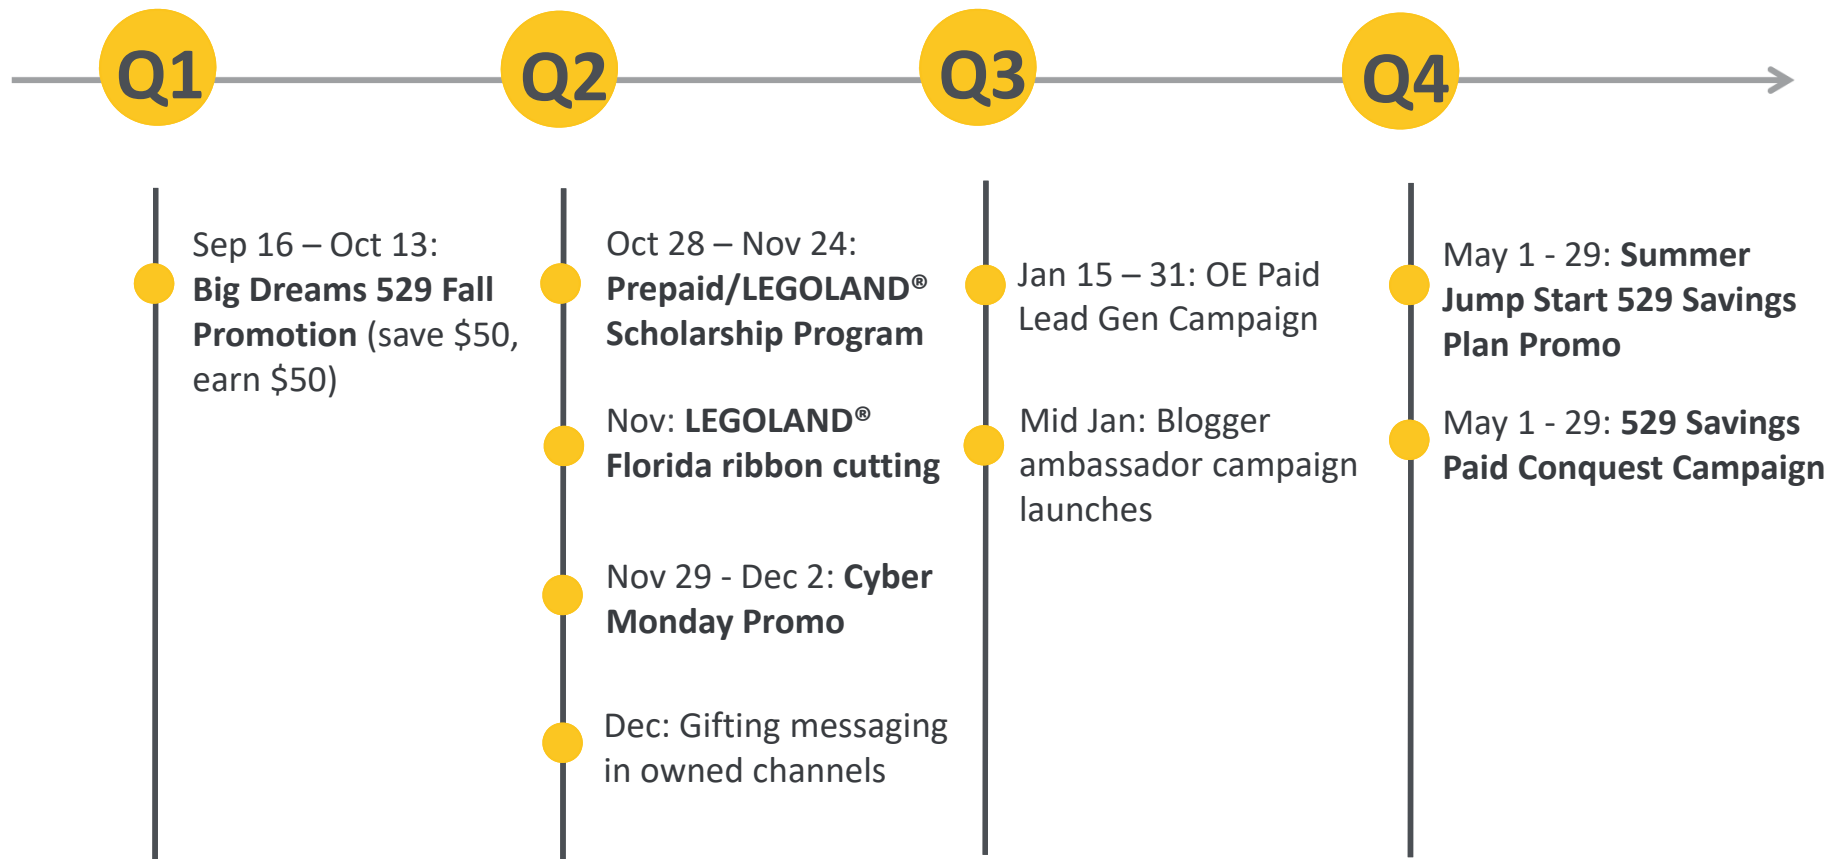 Q1
Q2
Q3
Q4
Sep 16 – Oct 13:
Big Dreams 529 Fall
Promotion (save $50,
earn $50)
Oct 28 – Nov 24:
Prepaid/LEGOLAND®
Scholarship Program
Nov: LEGOLAND®
Florida ribbon cutting
Nov 29 - Dec 2: Cyber
Monday Promo
Dec: Gifting messaging
in owned channels
Jan 15 – 31: OE Paid
Lead Gen Campaign
Mid Jan: Blogger
ambassador campaign
launches
May 1 - 29: Summer
Jump Start 529 Savings
Plan Promo
May 1 - 29: 529 Savings
Paid Conquest Campaign